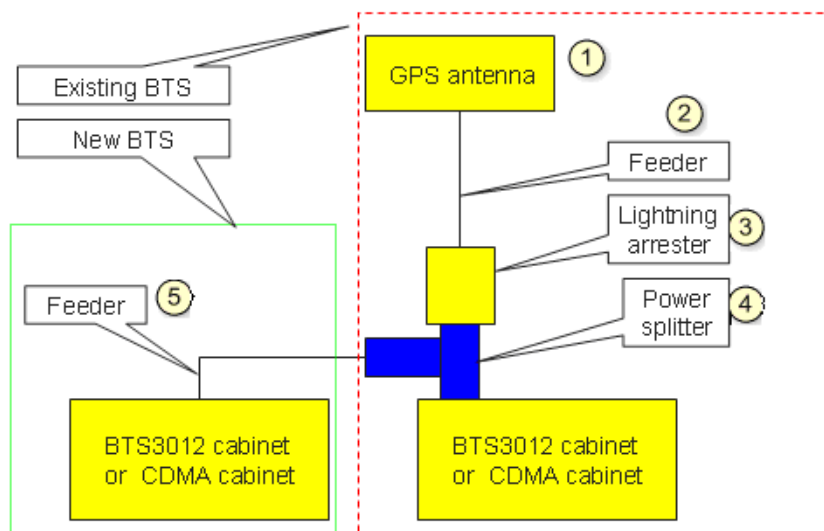 GPS antenna
1
Existing BTS
New BTS
2
Feeder
Lightning
arrester
3
Feeder
5
Power
splitter
4
BTS3012 cabinet
or CDMA cabinet
BTS3012 cabinet
or CDMA cabinet